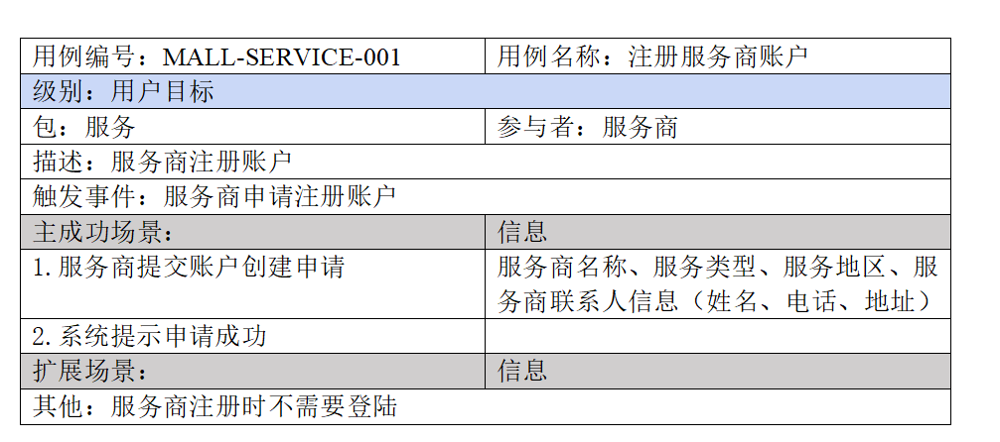 用例编号：MALL-SERVICE-001 用例名称：注册服务商账户
级别：用户目标
包：服务 参与者：服务商
描述：服务商注册账户
触发事件：服务商申请注册账户
主成功场景： 信息
1.服务商提交账户创建申请 服务商名称、服务类型、服务地区、服
务商联系人信息（姓名、电话、地址）
2.系统提示申请成功
扩展场景： 信息
其他：服务商注册时不需要登陆